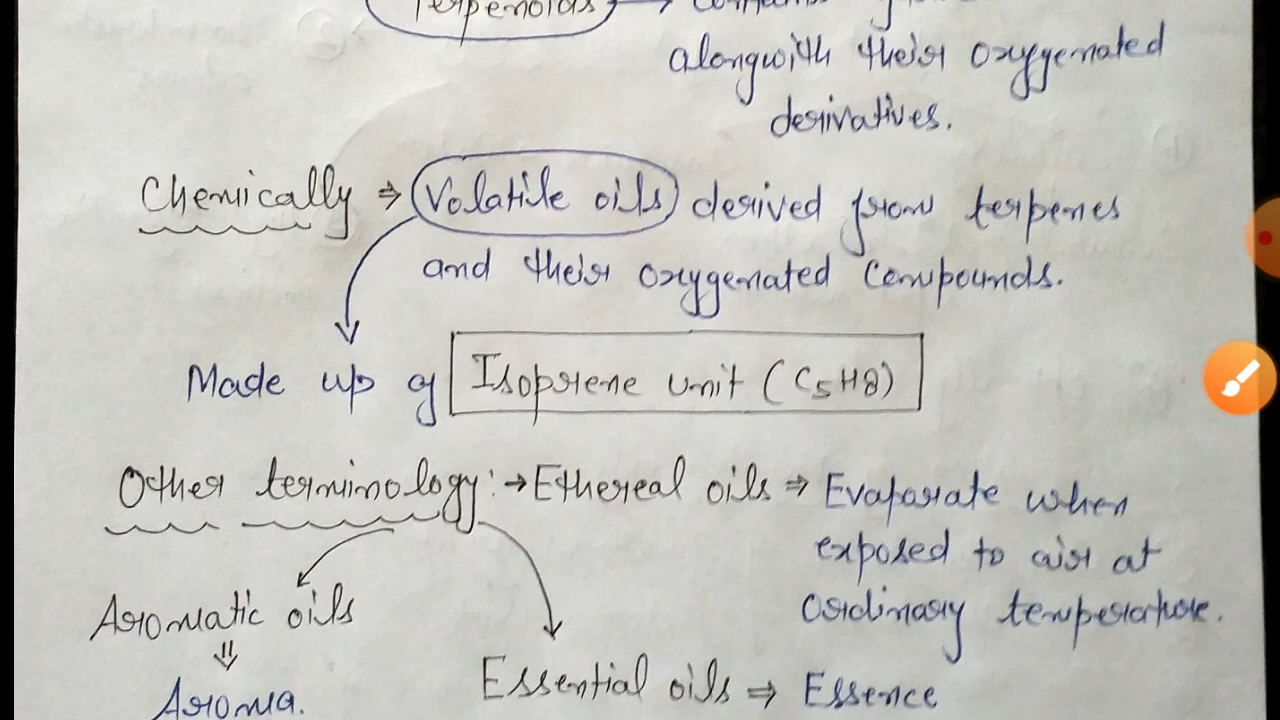 Terpenoids →
alongwith their oxygenated
derivatives.
Chemically ⇒ Volatile oils derived from terpenes
and their oxygenated compounds.
Made up of Isoprene unit (C5H8)
Other terminology: → Ethereal oils ⇒ Evaporate when
exposed to air at
ordinary temperature.
Aromatic oils
⇓
Aroma.
Essential oils ⇒ Essence